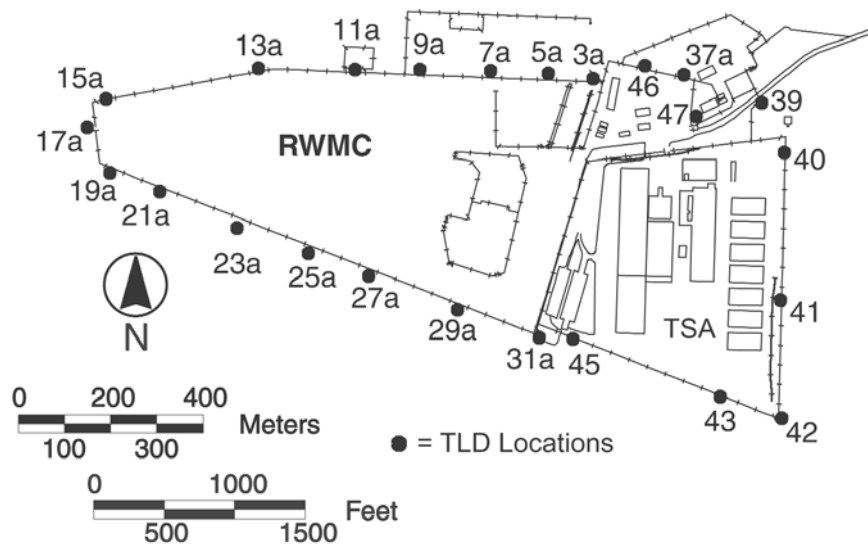 11a
9a
7a
5a
3a
46
37a
13a
15a
47
39
17a
RWMC
40
19a
21a
23a
25a
27a
29a
31a
45
TSA
41
43
42
N
0 200 400
Meters
100 300
= TLD Locations
0 1000
Feet
500 1500